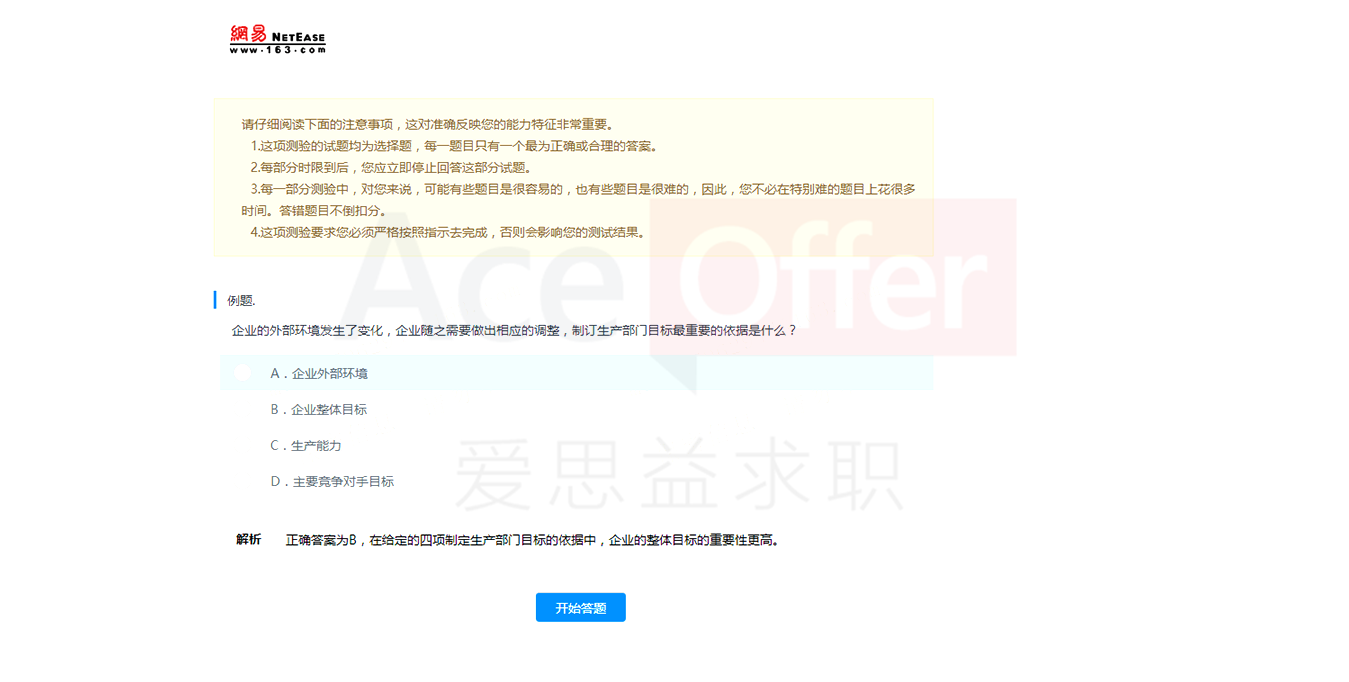 網易 NETEASE
www.163.com
请仔细阅读下面的注意事项，这对准确反映您的能力特征非常重要。
1.这项测验的试题均为选择题，每一题目只有一个最为正确或合理的答案。
2.每部分时限到后，您应立即停止回答这部分试题。
3.每一部分测验中，对您来说，可能有些题目是很容易的，也有些题目是很难的，因此，您不必在特别难的题目上花很多
时间。答错题目不倒扣分。
4.这项测验要求您必须严格按照指示去完成，否则会影响您的测试结果。
Ace Offer
例题.
企业的外部环境发生了变化，企业随之需要做出相应的调整，制订生产部门目标最重要的依据是什么？
A．企业外部环境
B．企业整体目标
C．生产能力
D．主要竞争对手目标
爱思益求职
解析 正确答案为B，在给定的四项制定生产部门目标的依据中，企业的整体目标的重要性更高。
开始答题